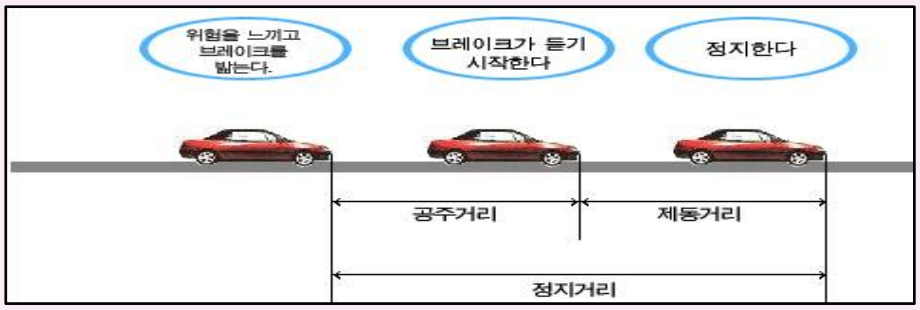 위험을 느끼고
브레이크를
밟는다.
브레이크가 듣기
시작한다
정지한다
공주거리
제동거리
정지거리